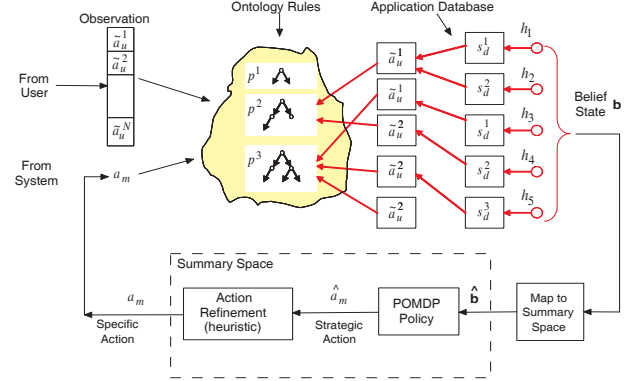 Observation
Ontology Rules
Application Database
From
User
ã_u^1
ã_u^2
ã_u^N
From
System
a_m
p^1
p^2
p^3
ã_u^1
ã_u^1
ã_u^2
ã_u^2
ã_u^2
s_d^1
s_d^2
s_d^1
s_d^2
s_d^3
h_1
h_2
h_3
h_4
h_5
Belief
State b
Summary Space
a_m
Specific
Action
Action
Refinement
(heuristic)
â_m
Strategic
Action
POMDP
Policy
b̂
Map to
Summary
Space